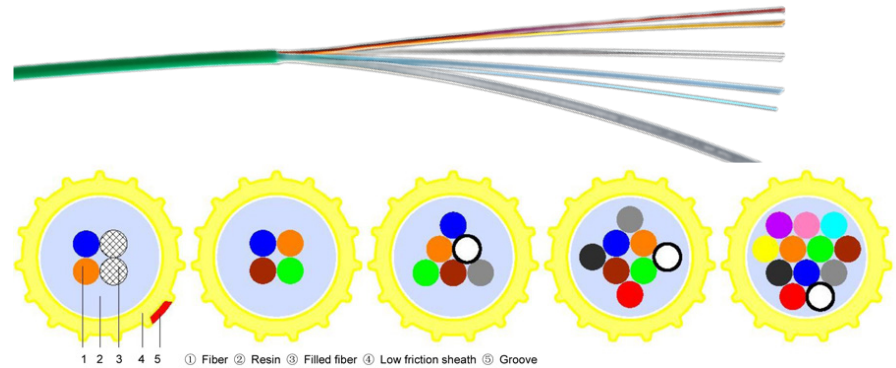 1 2 3 4 5 ① Fiber ② Resin ③ Filled fiber ④ Low friction sheath ⑤ Groove